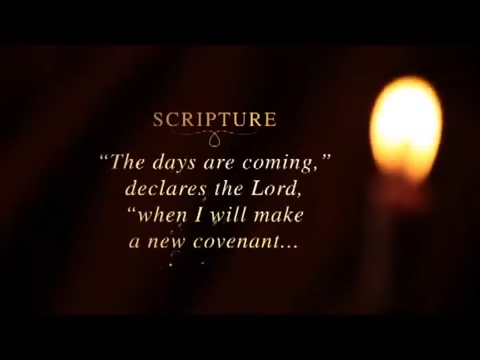 SCRIPTURE
“The days are coming,”
declares the Lord,
“when I will make
a new covenant...